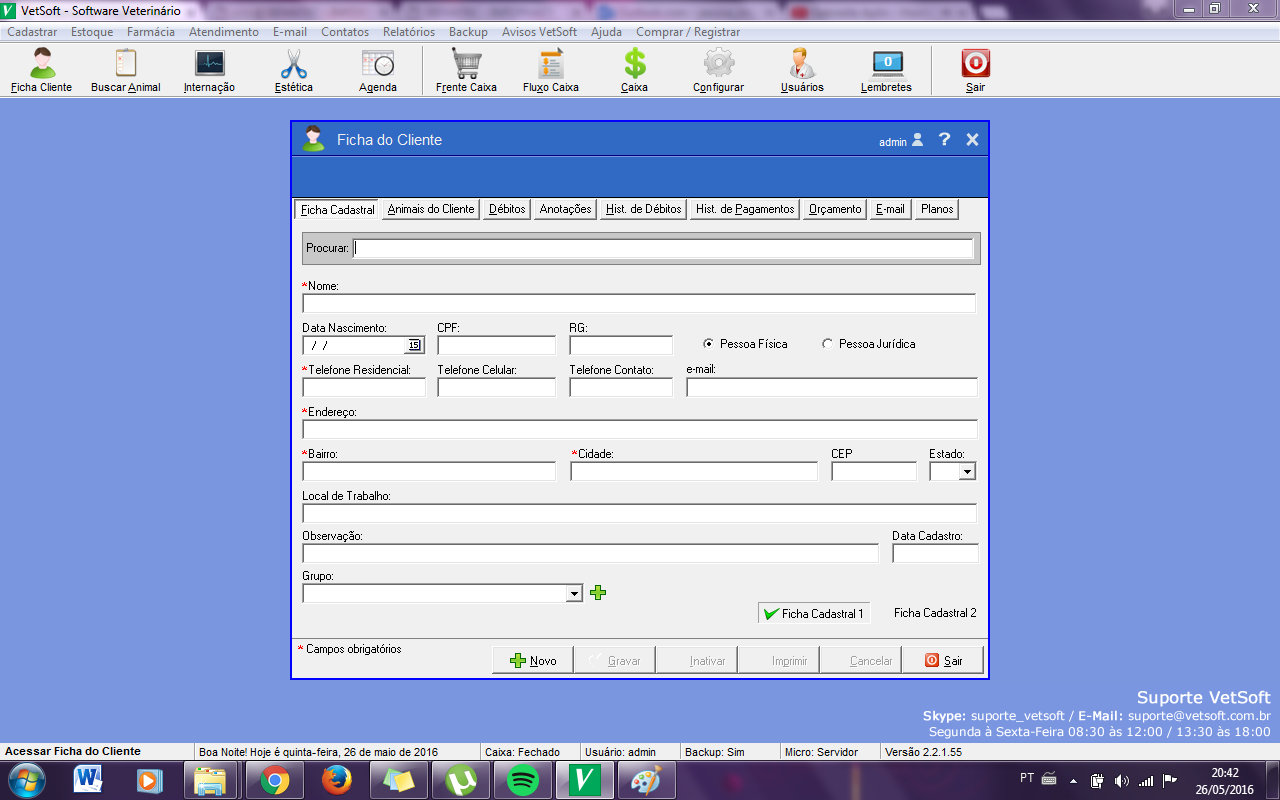 VetSoft - Software Veterinário
Cadastrar Estoque Farmácia Atendimento E-mail Contatos Relatórios Backup Avisos VetSoft Ajuda Comprar / Registrar
Ficha Cliente Buscar Animal Internação Estética Agenda Frente Caixa Fluxo Caixa Caixa Configurar Usuários 0 Lembretes Sair
Ficha do Cliente admin ? X
Ficha Cadastral Animais do Cliente Débitos Anotações Hist. de Débitos Hist. de Pagamentos Orçamento E-mail Planos
Procurar:
*Nome:
Data Nascimento: CPF: RG:
/ / 15 Pessoa Física Pessoa Jurídica
*Telefone Residencial: Telefone Celular: Telefone Contato: e-mail:
*Endereço:
*Bairro: *Cidade: CEP Estado:
Local de Trabalho:
Observação: Data Cadastro:
Grupo:
Ficha Cadastral 1 Ficha Cadastral 2
* Campos obrigatórios
Novo Gravar Inativar Imprimir Cancelar Sair
Suporte VetSoft
Skype: suporte_vetsoft / E-Mail: suporte@vetsoft.com.br
Segunda à Sexta-Feira 08:30 às 12:00 / 13:30 às 18:00
Acessar Ficha do Cliente Boa Noite! Hoje é quinta-feira, 26 de maio de 2016 Caixa: Fechado Usuário: admin Backup: Sim Micro: Servidor Versão 2.2.1.55
PT 20:42
26/05/2016